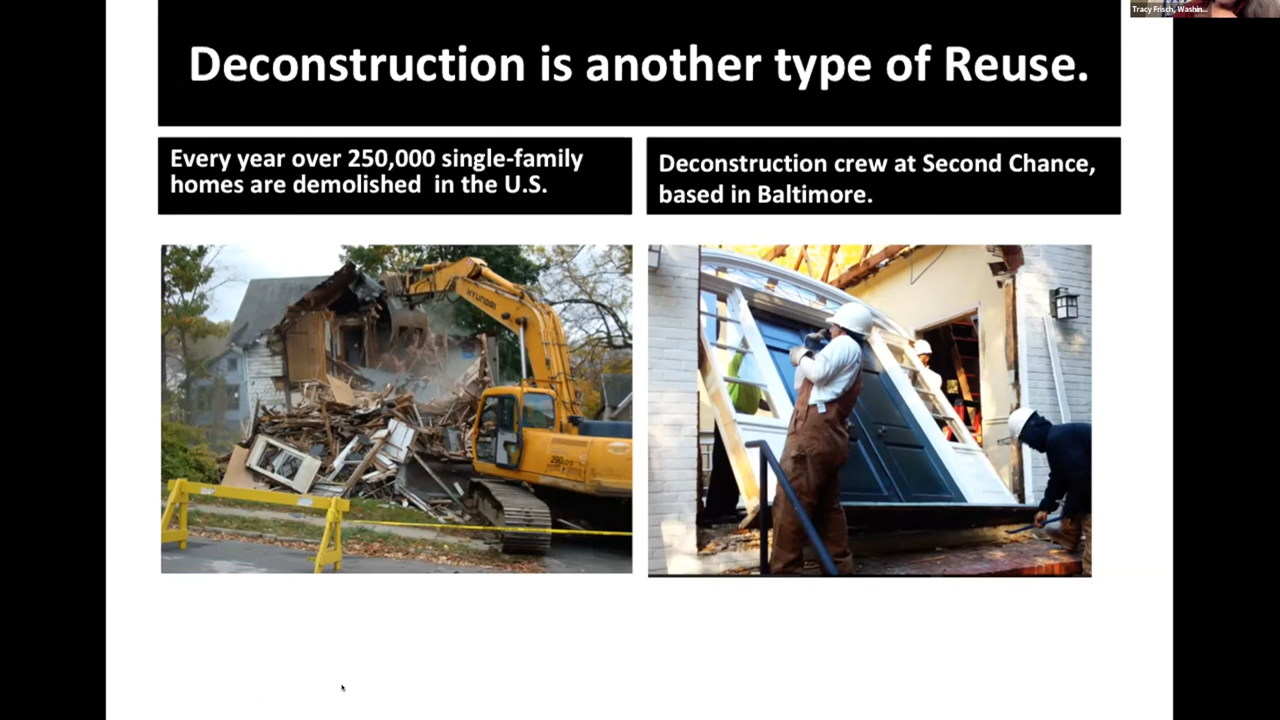 Tracy Frisch, Washin...
Deconstruction is another type of Reuse.
Every year over 250,000 single-family
homes are demolished in the U.S.
Deconstruction crew at Second Chance,
based in Baltimore.
HYUNDAI